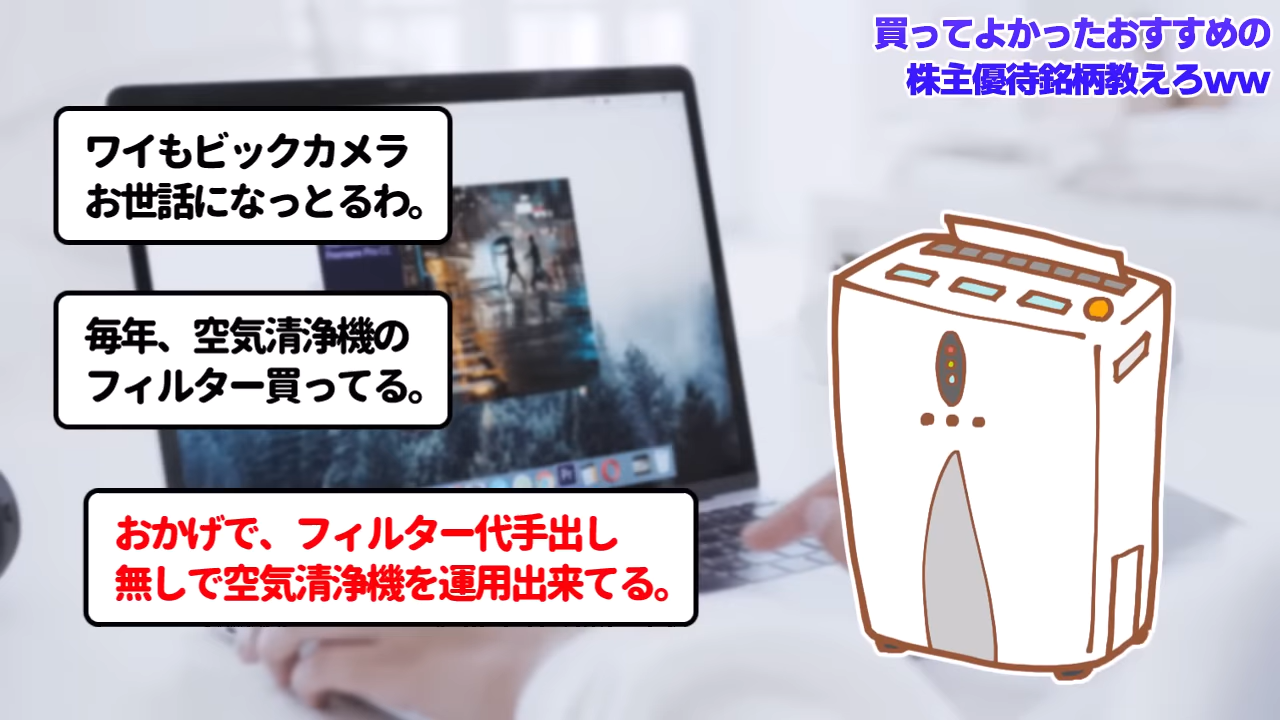 買ってよかったおすすめの
株主優待銘柄教えろww
ワイもビックカメラ
お世話になっとるわ。
毎年、空気清浄機の
フィルター買ってる。
おかげで、フィルター代手出し
無しで空気清浄機を運用出来てる。